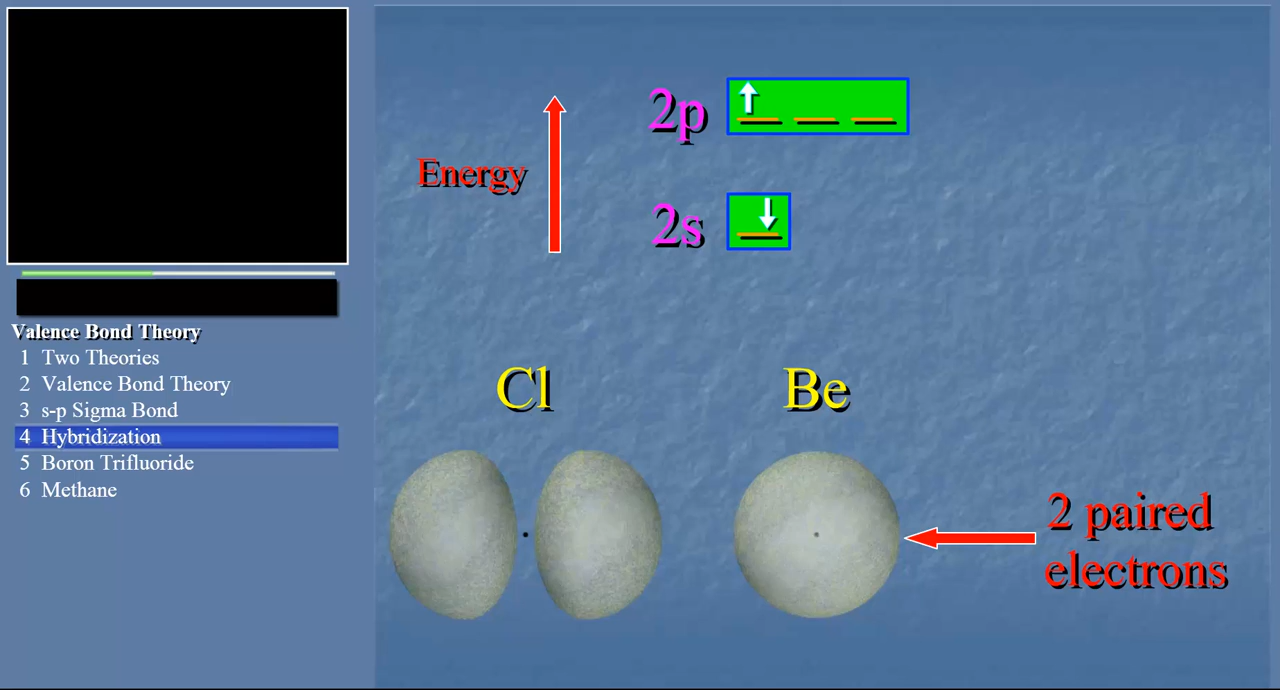 Valence Bond Theory
1 Two Theories
2 Valence Bond Theory
3 s-p Sigma Bond
4 Hybridization
5 Boron Trifluoride
6 Methane
2p
Energy
2s
Cl
Be
2 paired
electrons